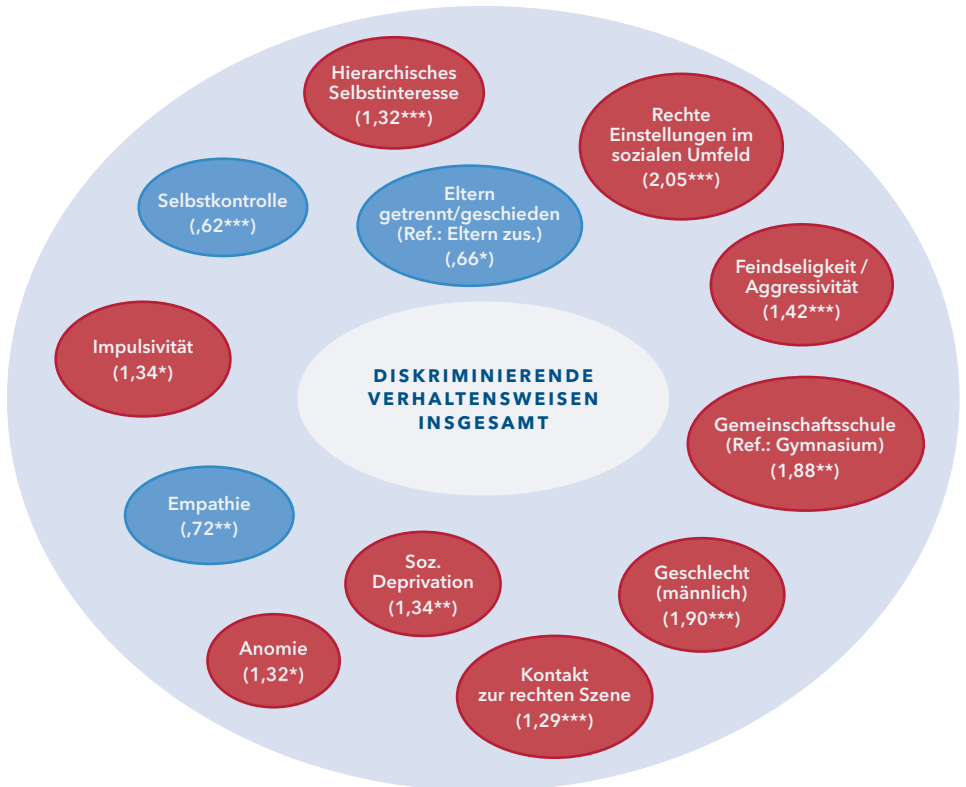 Hierarchisches
Selbstinteresse
(1,32***)
Rechte
Einstellungen im
sozialen Umfeld
(2,05***)
Selbstkontrolle
(,62***)
Eltern
getrennt/geschieden
(Ref.: Eltern zus.)
(,66*)
Feindseligkeit /
Aggressivität
(1,42***)
Impulsivität
(1,34*)
DISKRIMINIERENDE
VERHALTENSWEISEN
INSGESAMT
Gemeinschaftsschule
(Ref.: Gymnasium)
(1,88**)
Empathie
(,72**)
Soz.
Deprivation
(1,34**)
Geschlecht
(männlich)
(1,90***)
Anomie
(1,32*)
Kontakt
zur rechten Szene
(1,29***)